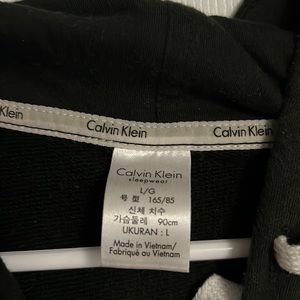 Calvin Klein Calvin Klein Calvin Klein
Calvin Klein
sleepwear
L/G
号 型 165/85
신체 치수
가슴둘레 90cm
UKURAN : L
Made in Vietnam/
Fabriqué au Vietnam